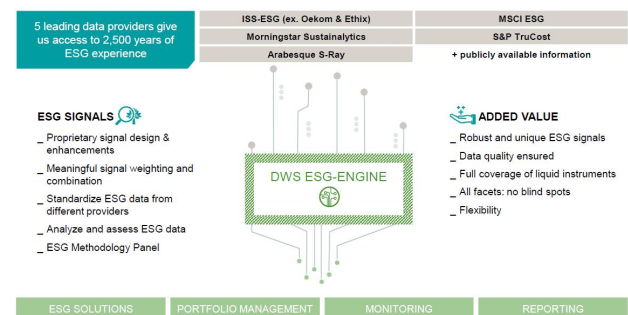 5 leading data providers give
us access to 2,500 years of
ESG experience
ISS-ESG (ex. Oekom & Ethix)
MSCI ESG
Morningstar Sustainalytics
S&P TruCost
Arabesque S-Ray
+ publicly available information
ESG SIGNALS
_ Proprietary signal design &
enhancements
_ Meaningful signal weighting and
combination
_ Standardize ESG data from
different providers
_ Analyze and assess ESG data
_ ESG Methodology Panel
DWS ESG-ENGINE
ADDED VALUE
_ Robust and unique ESG signals
_ Data quality ensured
_ Full coverage of liquid instruments
_ All facets: no blind spots
_ Flexibility
ESG SOLUTIONS
PORTFOLIO MANAGEMENT
MONITORING
REPORTING